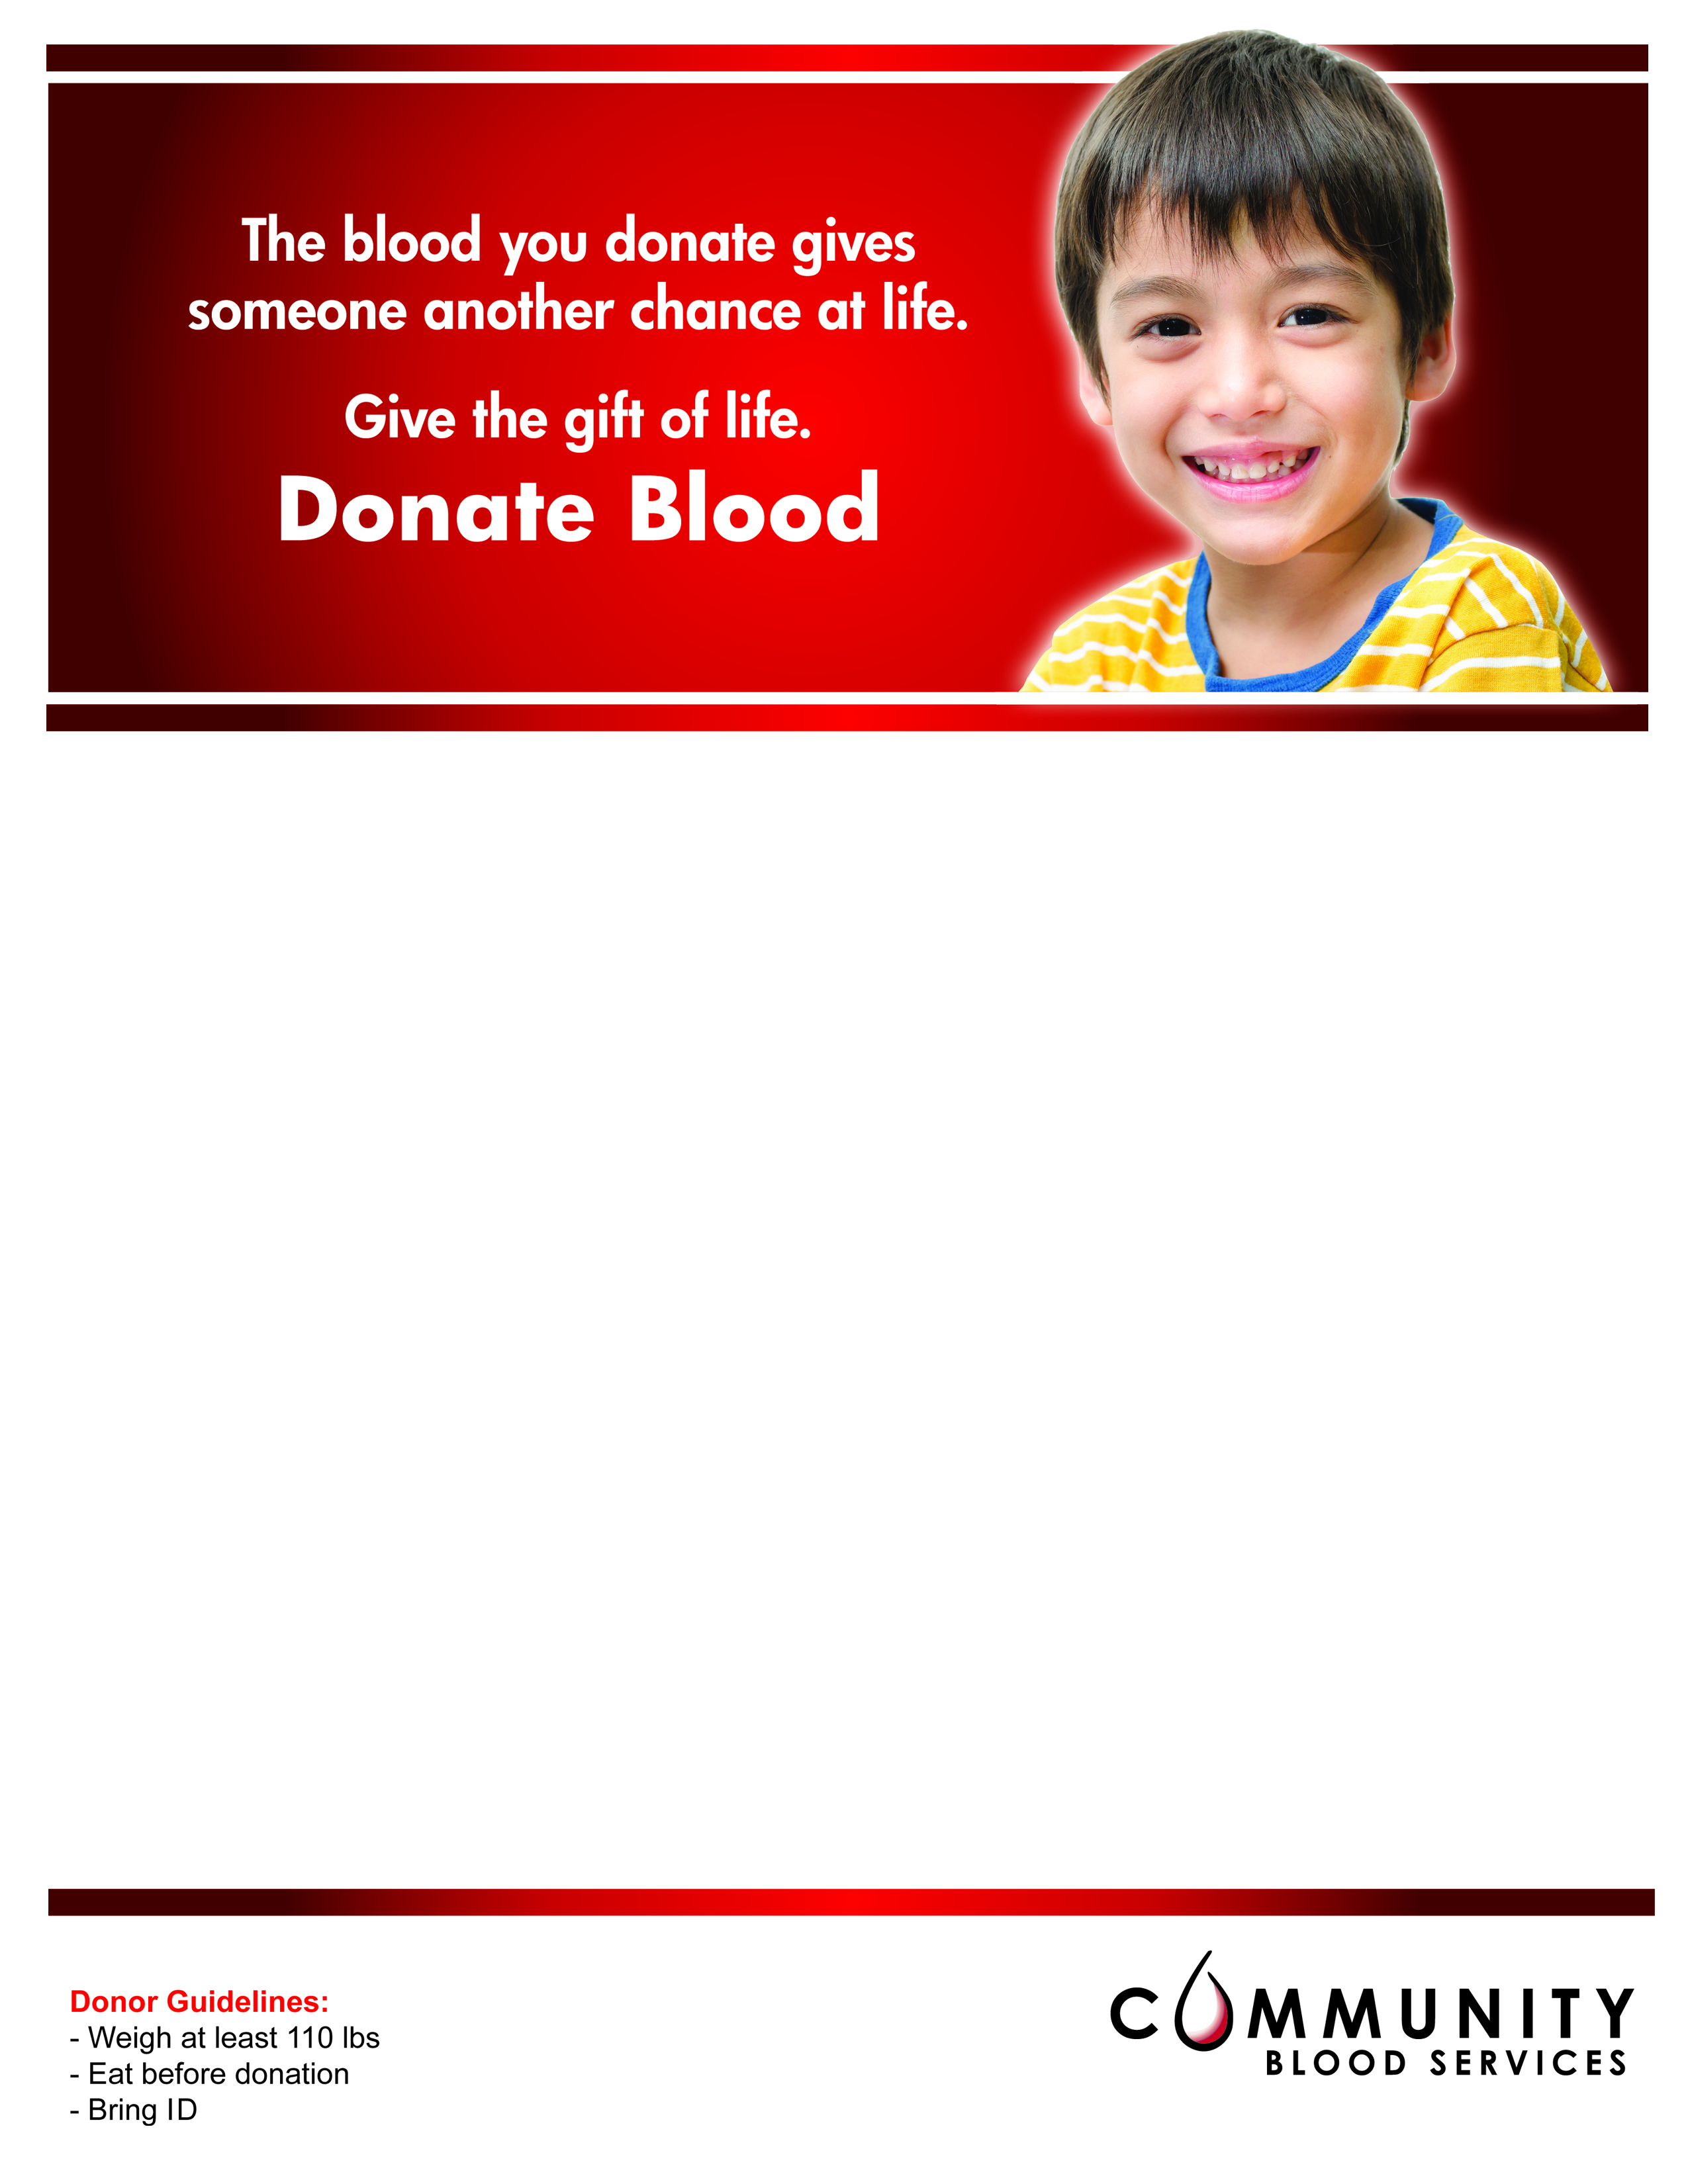 The blood you donate gives
someone another chance at life.
Give the gift of life.
Donate Blood
Donor Guidelines:
- Weigh at least 110 lbs
- Eat before donation
- Bring ID
COMMUNITY
BLOOD SERVICES